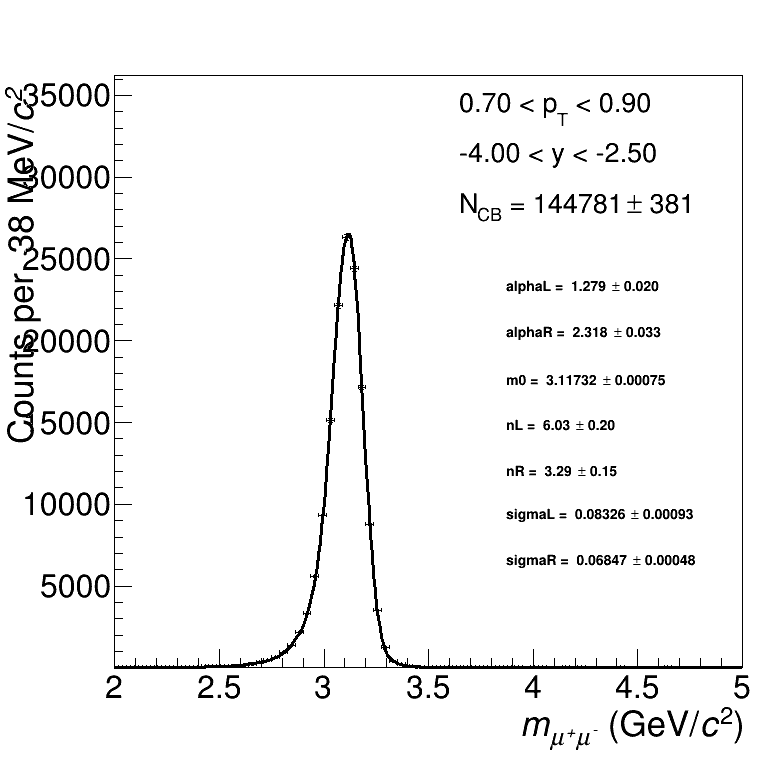 Counts per 38 MeV/c²
35000
30000
25000
20000
15000
10000
5000
0.70 < p_T < 0.90
-4.00 < y < -2.50
N_CB = 144781 ± 381
alphaL = 1.279 ± 0.020
alphaR = 2.318 ± 0.033
m0 = 3.11732 ± 0.00075
nL = 6.03 ± 0.20
nR = 3.29 ± 0.15
sigmaL = 0.08326 ± 0.00093
sigmaR = 0.06847 ± 0.00048
2 2.5 3 3.5 4 4.5 5
m_μ⁺μ⁻ (GeV/c²)